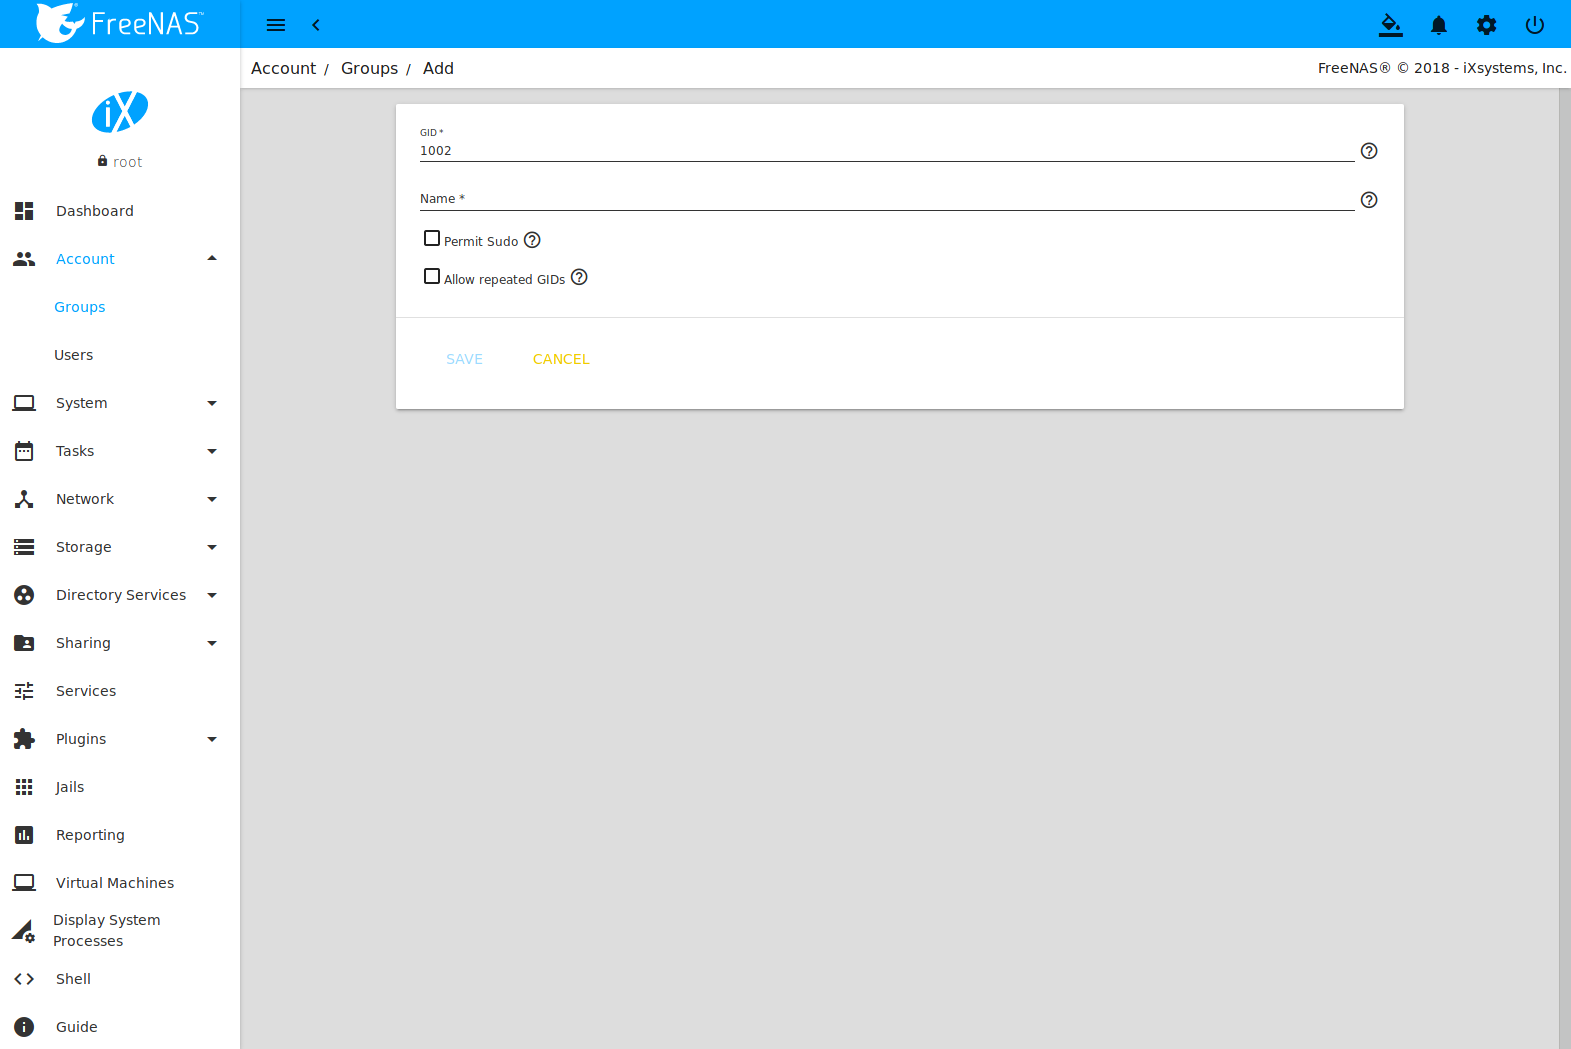 FreeNAS™
Account / Groups / Add
FreeNAS® © 2018 - iXsystems, Inc.
iX
root
Dashboard
Account
Groups
Users
System
Tasks
Network
Storage
Directory Services
Sharing
Services
Plugins
Jails
Reporting
Virtual Machines
Display System
Processes
Shell
Guide
GID *
1002
Name *
Permit Sudo
Allow repeated GIDs
SAVE CANCEL